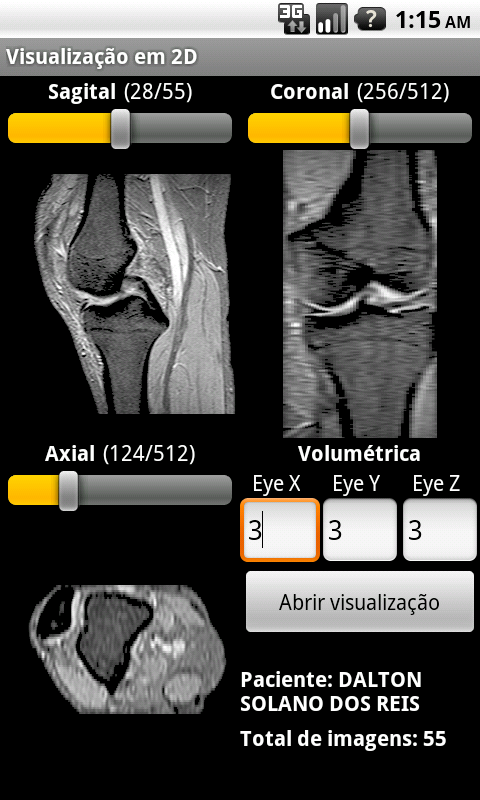 3G 1:15 AM
Visualização em 2D
Sagital (28/55)
Coronal (256/512)
Axial (124/512)
Volumétrica
Eye X Eye Y Eye Z
3 3 3
Abrir visualização
Paciente: DALTON
SOLANO DOS REIS
Total de imagens: 55